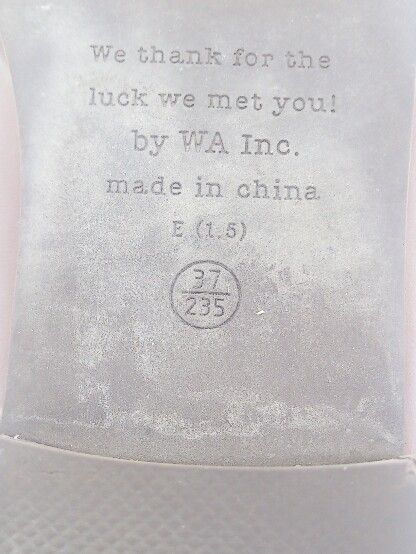 We thank for the
luck we met you!
by WA Inc.
made in china
E (1.5)
37
235